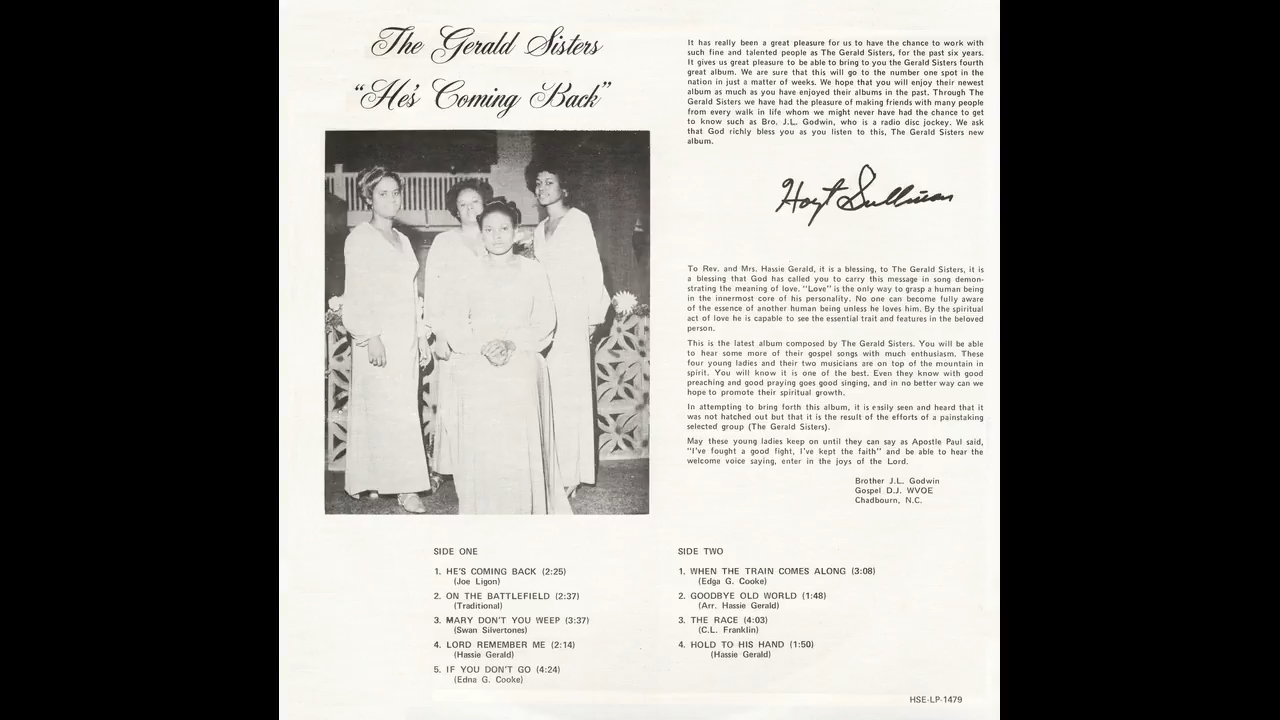 The Gerald Sisters
"He's Coming Back"
It has really been a great pleasure for us to have the chance to work with
such fine and talented people as The Gerald Sisters, for the past six years.
It gives us great pleasure to be able to bring to you the Gerald Sisters fourth
great album. We are sure that this will go to the number one spot in the
nation in just a matter of weeks. We hope that you will enjoy their newest
album as much as you have enjoyed their albums in the past. Through The
Gerald Sisters we have had the pleasure of making friends with many people
from every walk in life whom we might never have had the chance to get
to know such as Bro. J.L. Godwin, who is a radio disc jockey. We ask
that God richly bless you as you listen to this, The Gerald Sisters new
album.
Hoyt Sullivan
To Rev. and Mrs. Hassie Gerald, it is a blessing, to The Gerald Sisters, it is
a blessing that God has called you to carry this message in song demon-
strating the meaning of love. "Love" is the only way to grasp a human being
in the innermost core of his personality. No one can become fully aware
of the essence of another human being unless he loves him. By the spiritual
act of love he is capable to see the essential trait and features in the beloved
person.
This is the latest album composed by The Gerald Sisters. You will be able
to hear some more of their gospel songs with much enthusiasm. These
four young ladies and their two musicians are on top of the mountain in
spirit. You will know it is one of the best. Even they know with good
preaching and good praying goes good singing, and in no better way can we
hope to promote their spiritual growth.
In attempting to bring forth this album, it is easily seen and heard that it
was not hatched out but that it is the result of the efforts of a painstaking
selected group (The Gerald Sisters).
May these young ladies keep on until they can say as Apostle Paul said,
"I've fought a good fight, I've kept the faith" and be able to hear the
welcome voice saying, enter in the joys of the Lord.
Brother J.L. Godwin
Gospel D.J. WVOE
Chadbourn, N.C.
SIDE ONE
1. HE'S COMING BACK (2:25)
(Joe Ligon)
2. ON THE BATTLEFIELD (2:37)
(Traditional)
3. MARY DON'T YOU WEEP (3:37)
(Swan Silvertones)
4. LORD REMEMBER ME (2:14)
(Hassie Gerald)
5. IF YOU DON'T GO (4:24)
(Edna G. Cooke)
SIDE TWO
1. WHEN THE TRAIN COMES ALONG (3:08)
(Edga G. Cooke)
2. GOODBYE OLD WORLD (1:48)
(Arr. Hassie Gerald)
3. THE RACE (4:03)
(C.L. Franklin)
4. HOLD TO HIS HAND (1:50)
(Hassie Gerald)
HSE-LP-1479